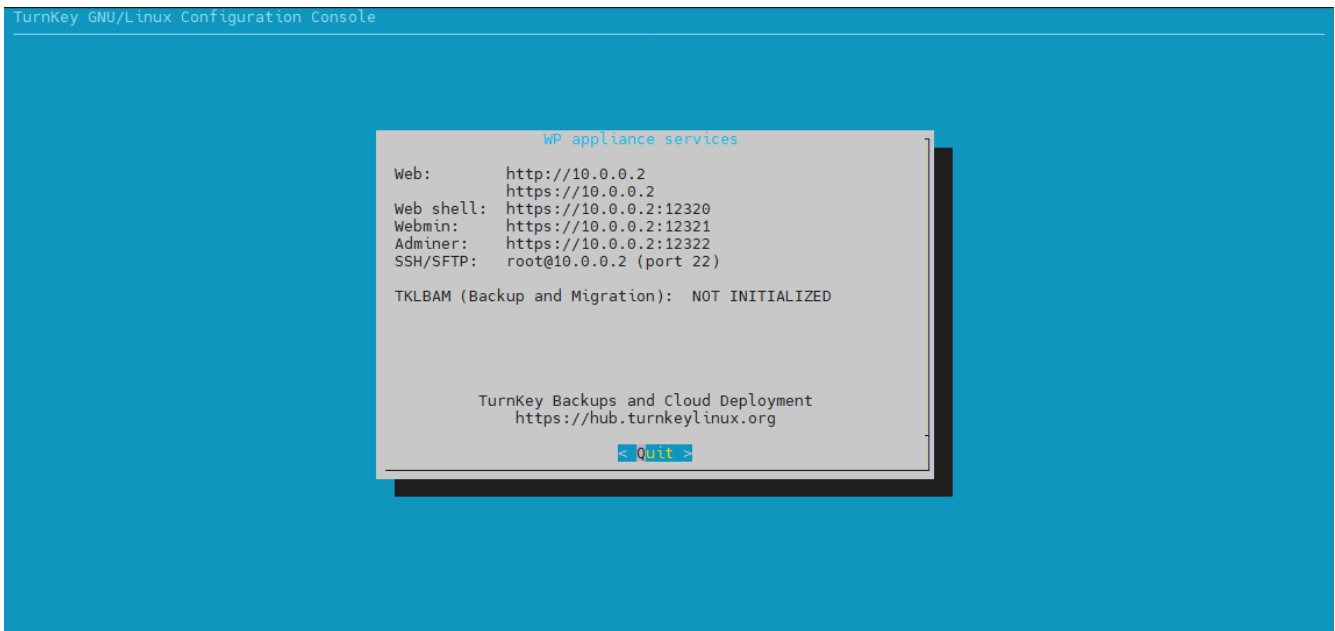 TurnKey GNU/Linux Configuration Console
WP appliance services
Web: http://10.0.0.2
https://10.0.0.2
Web shell: https://10.0.0.2:12320
Webmin: https://10.0.0.2:12321
Adminer: https://10.0.0.2:12322
SSH/SFTP: root@10.0.0.2 (port 22)
TKLBAM (Backup and Migration): NOT INITIALIZED
TurnKey Backups and Cloud Deployment
https://hub.turnkeylinux.org
< Quit >